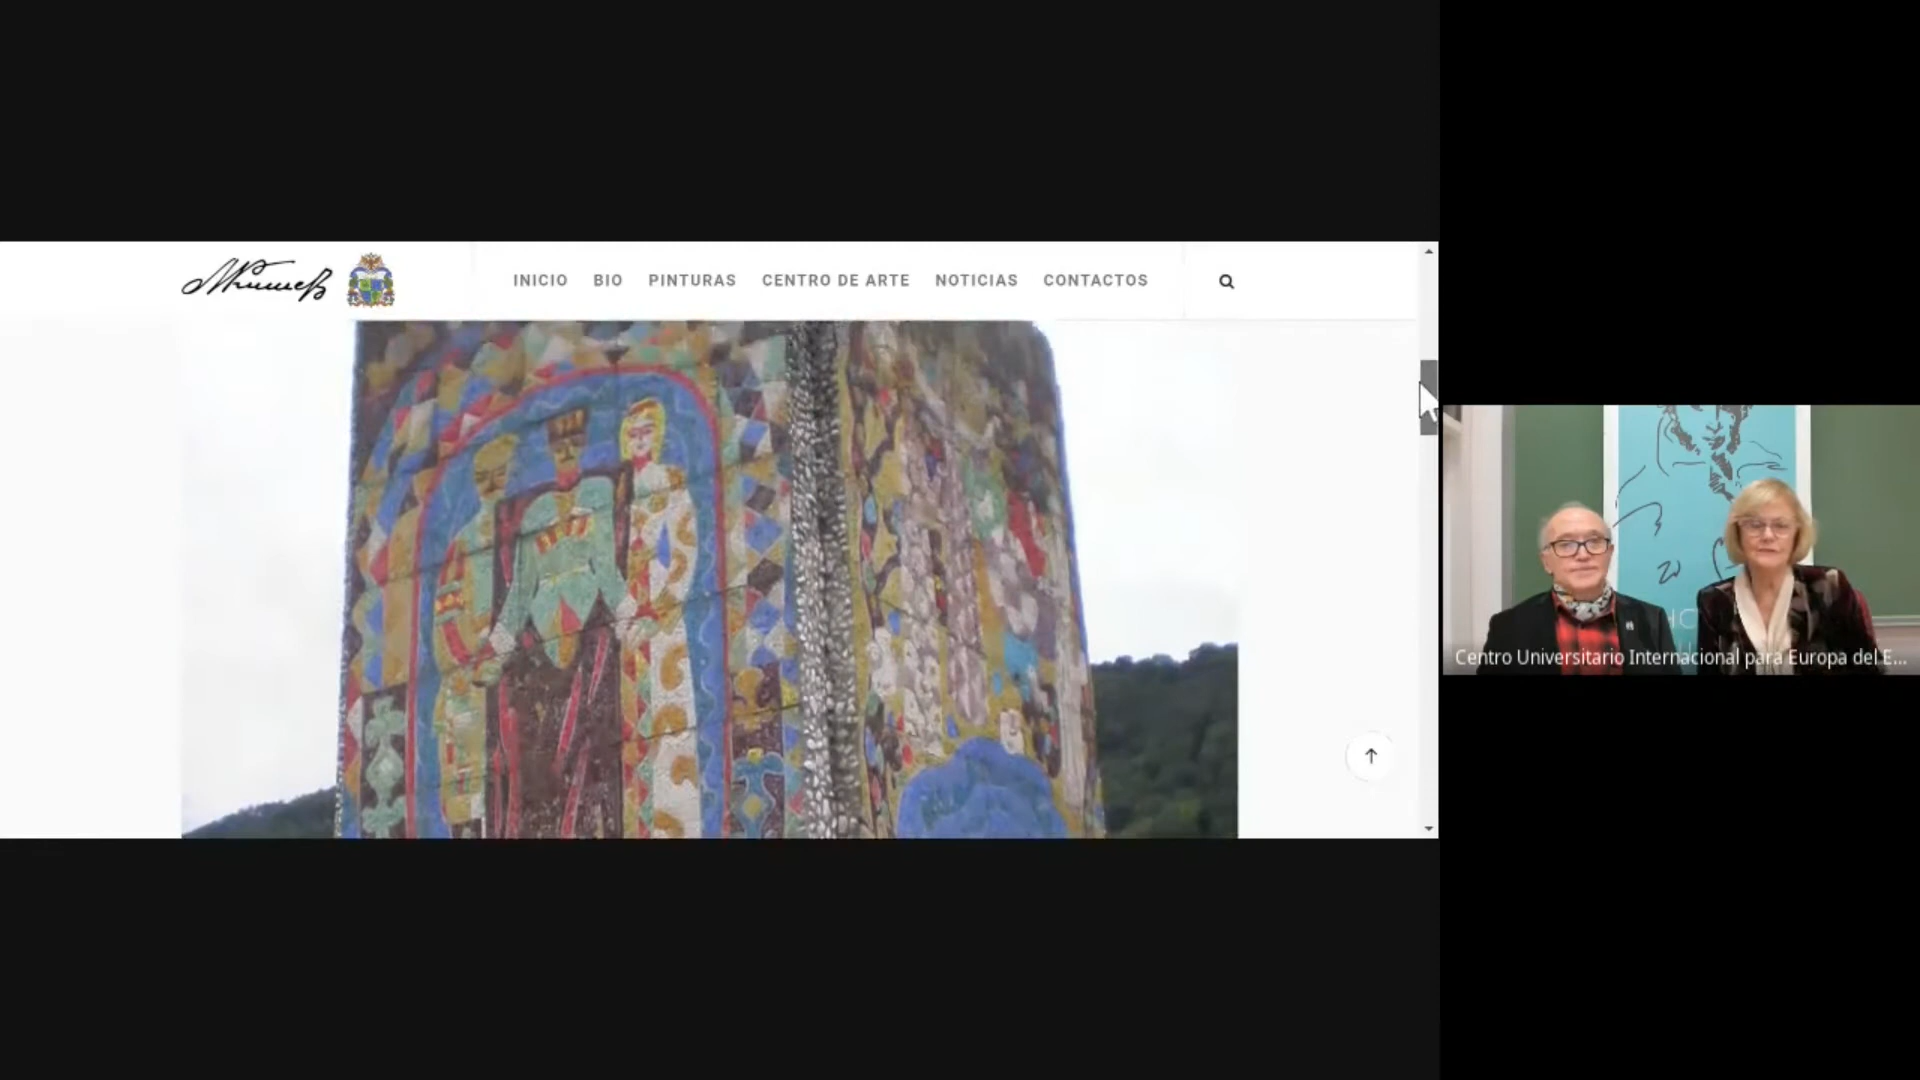 INICIO BIO PINTURAS CENTRO DE ARTE NOTICIAS CONTACTOS
Centro Universitario Internacional para Europa del E...